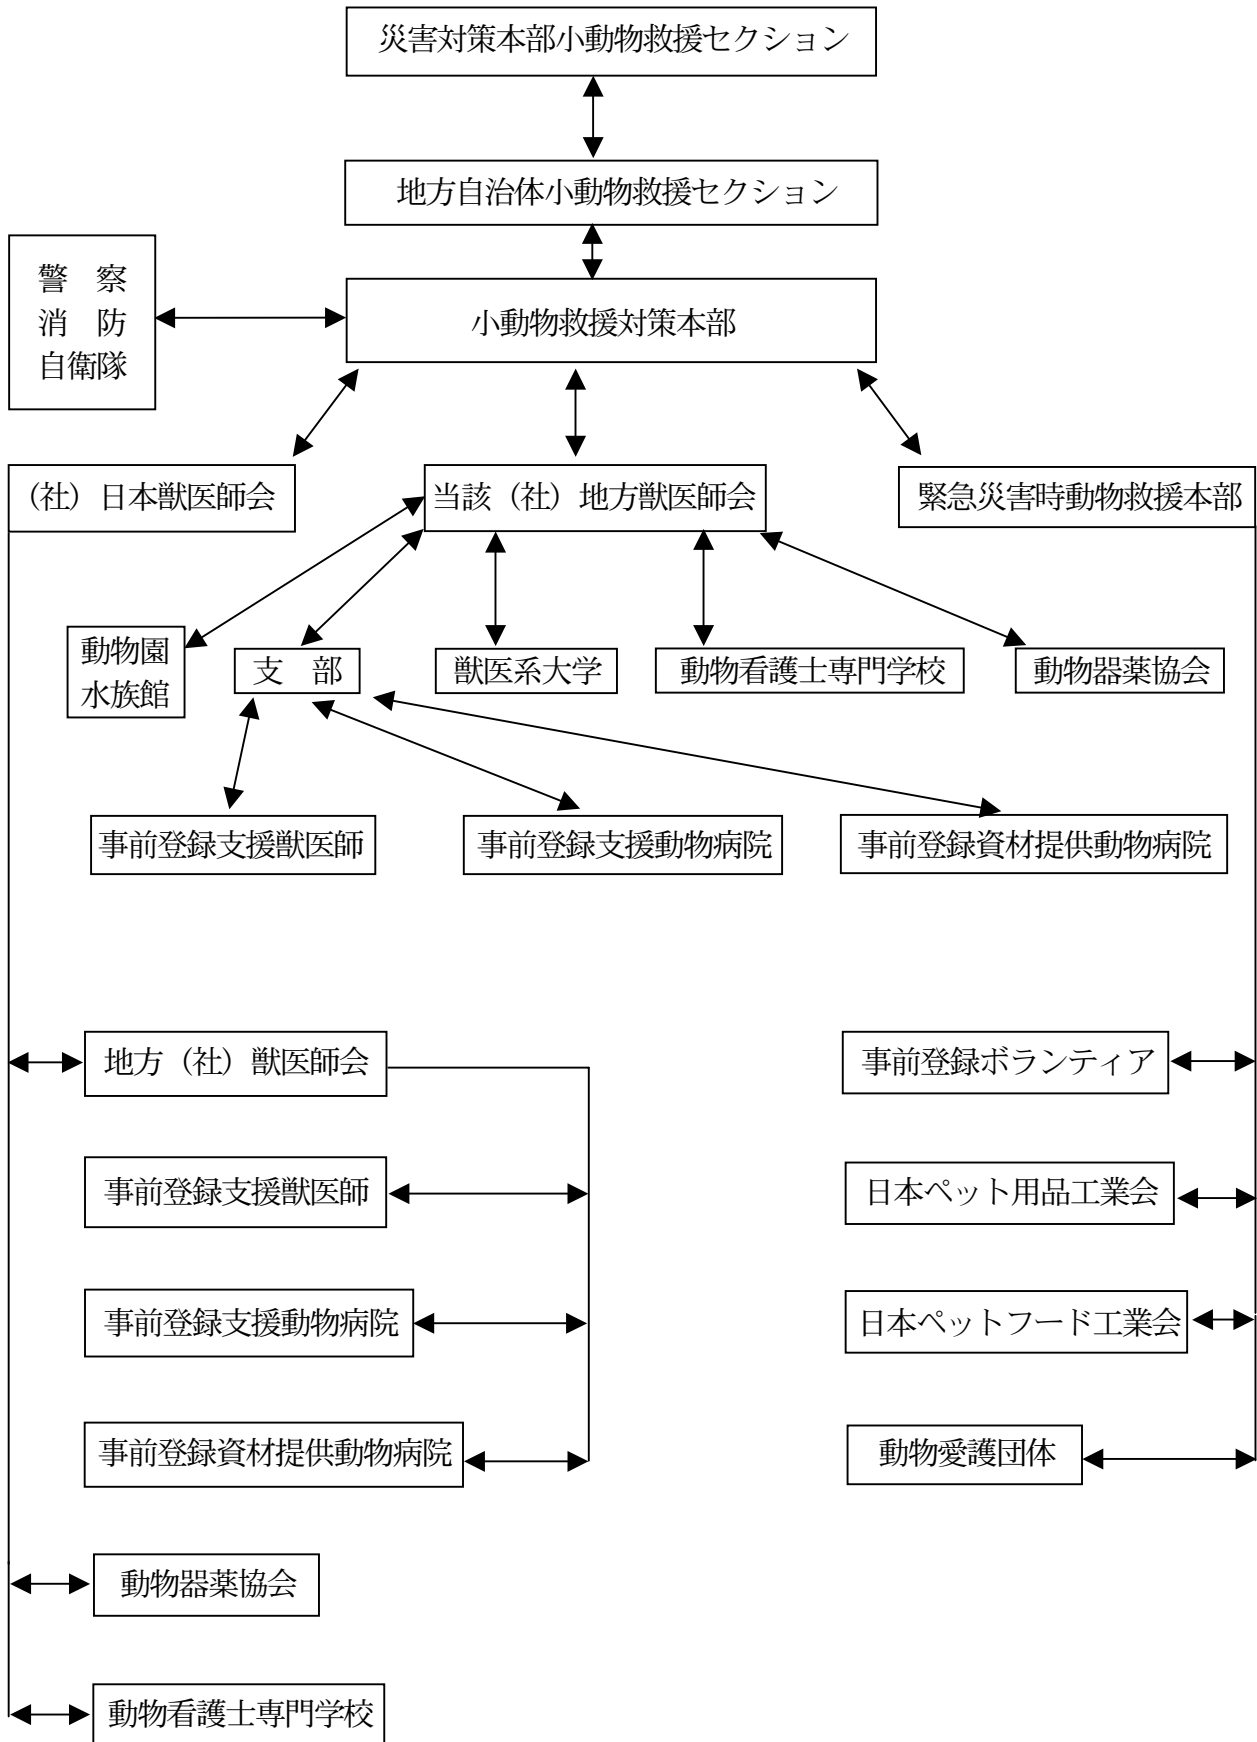 災害対策本部小動物救援セクション
地方自治体小動物救援セクション
警　察
消　防
自衛隊
小動物救援対策本部
（社）日本獣医師会
当該（社）地方獣医師会
緊急災害時動物救援本部
動物園
水族館
支　部
獣医系大学
動物看護士専門学校
動物器薬協会
事前登録支援獣医師
事前登録支援動物病院
事前登録資材提供動物病院
地方（社）獣医師会
事前登録ボランティア
事前登録支援獣医師
日本ペット用品工業会
事前登録支援動物病院
日本ペットフード工業会
事前登録資材提供動物病院
動物愛護団体
動物器薬協会
動物看護士専門学校